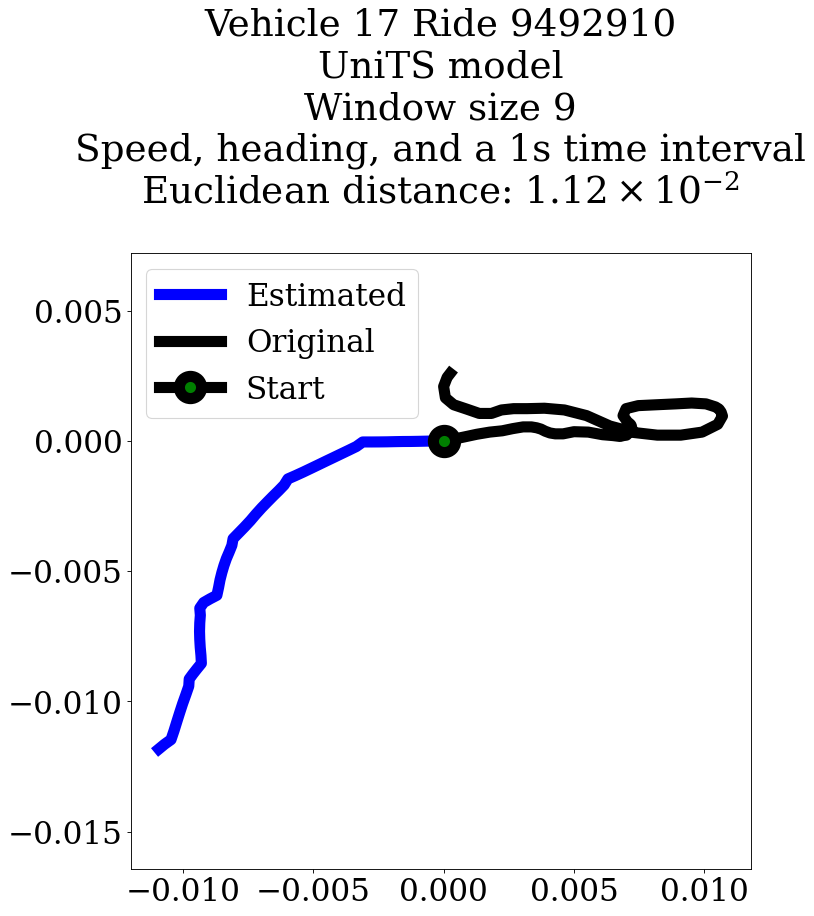 Vehicle 17 Ride 9492910
UniTS model
Window size 9
Speed, heading, and a 1s time interval
Euclidean distance: 1.12 × 10⁻²
Estimated
Original
Start
0.005
0.000
−0.005
−0.010
−0.015
−0.010 −0.005 0.000 0.005 0.010